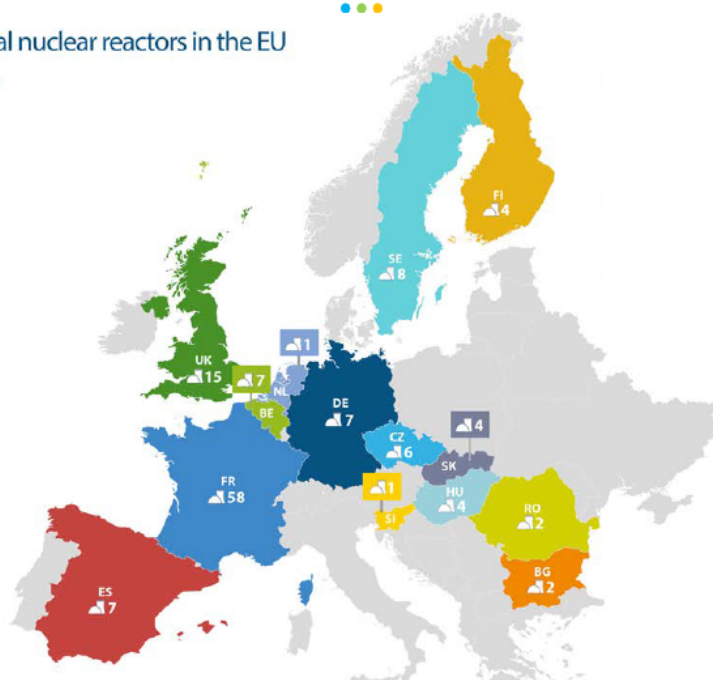 al nuclear reactors in the EU
FI
4
SE
8
UK
15
7
BE
1
NL
DE
7
CZ
6
4
SK
FR
58
1
SI
HU
4
RO
2
BG
2
ES
7